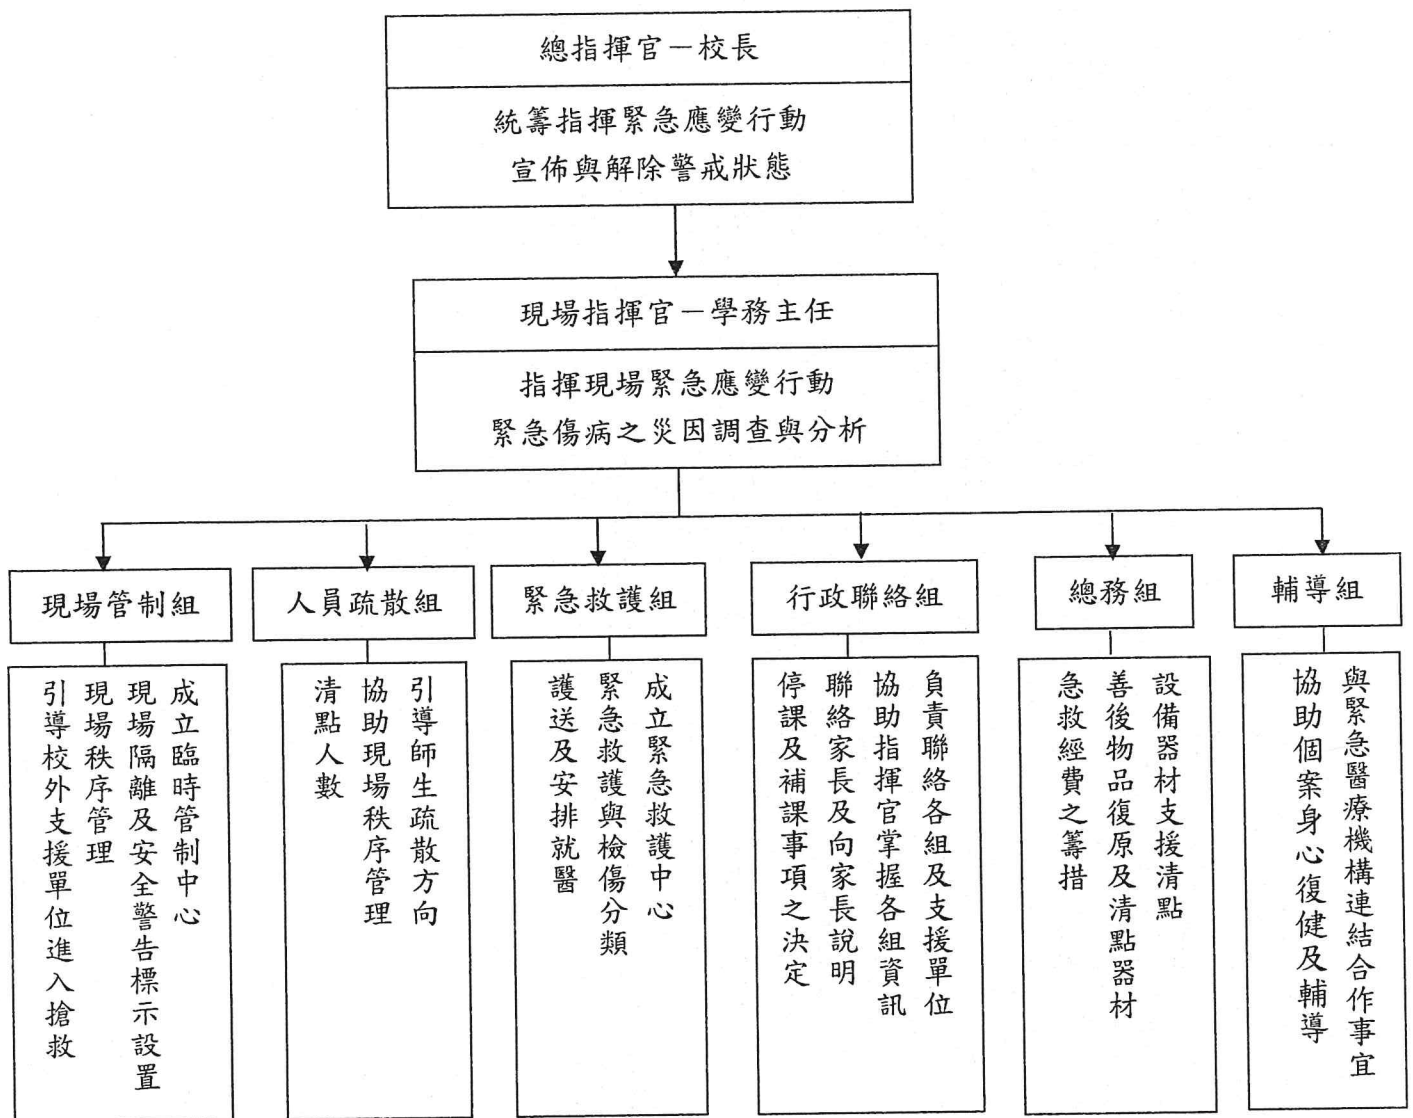 總指揮官－校長
統籌指揮緊急應變行動
宣佈與解除警戒狀態
現場指揮官－學務主任
指揮現場緊急應變行動
緊急傷病之災因調查與分析
現場管制組
成立臨時管制中心
現場隔離及安全警告標示設置
現場秩序管理
引導校外支援單位進入搶救
人員疏散組
引導師生疏散方向
協助現場秩序管理
清點人數
緊急救護組
成立緊急救護中心
緊急救護與檢傷分類
護送及安排就醫
行政聯絡組
負責聯絡各組及支援單位
協助指揮官掌握各組資訊
聯絡家長及向家長說明
停課及補課事項之決定
總務組
設備器材支援清點
善後物品復原及清點器材
急救經費之籌措
輔導組
與緊急醫療機構連結合作事宜
協助個案身心復健及輔導